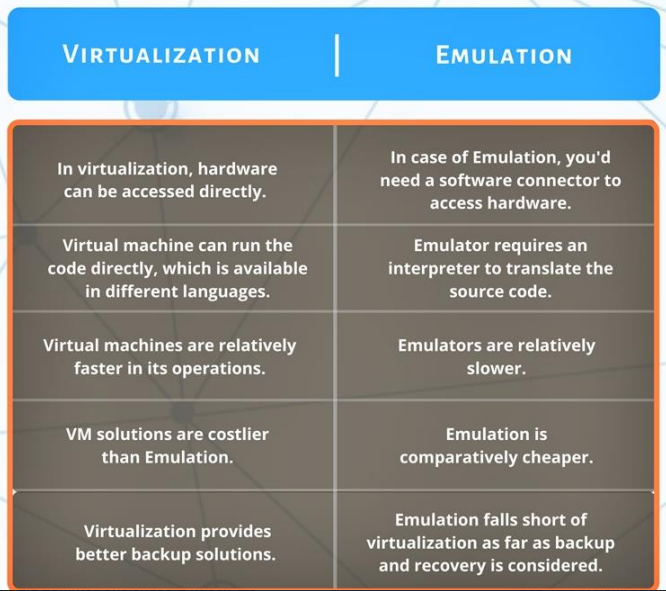 VIRTUALIZATION | EMULATION
In virtualization, hardware
can be accessed directly.
In case of Emulation, you'd
need a software connector to
access hardware.
Virtual machine can run the
code directly, which is available
in different languages.
Emulator requires an
interpreter to translate the
source code.
Virtual machines are relatively
faster in its operations.
Emulators are relatively
slower.
VM solutions are costlier
than Emulation.
Emulation is
comparatively cheaper.
Virtualization provides
better backup solutions.
Emulation falls short of
virtualization as far as backup
and recovery is considered.